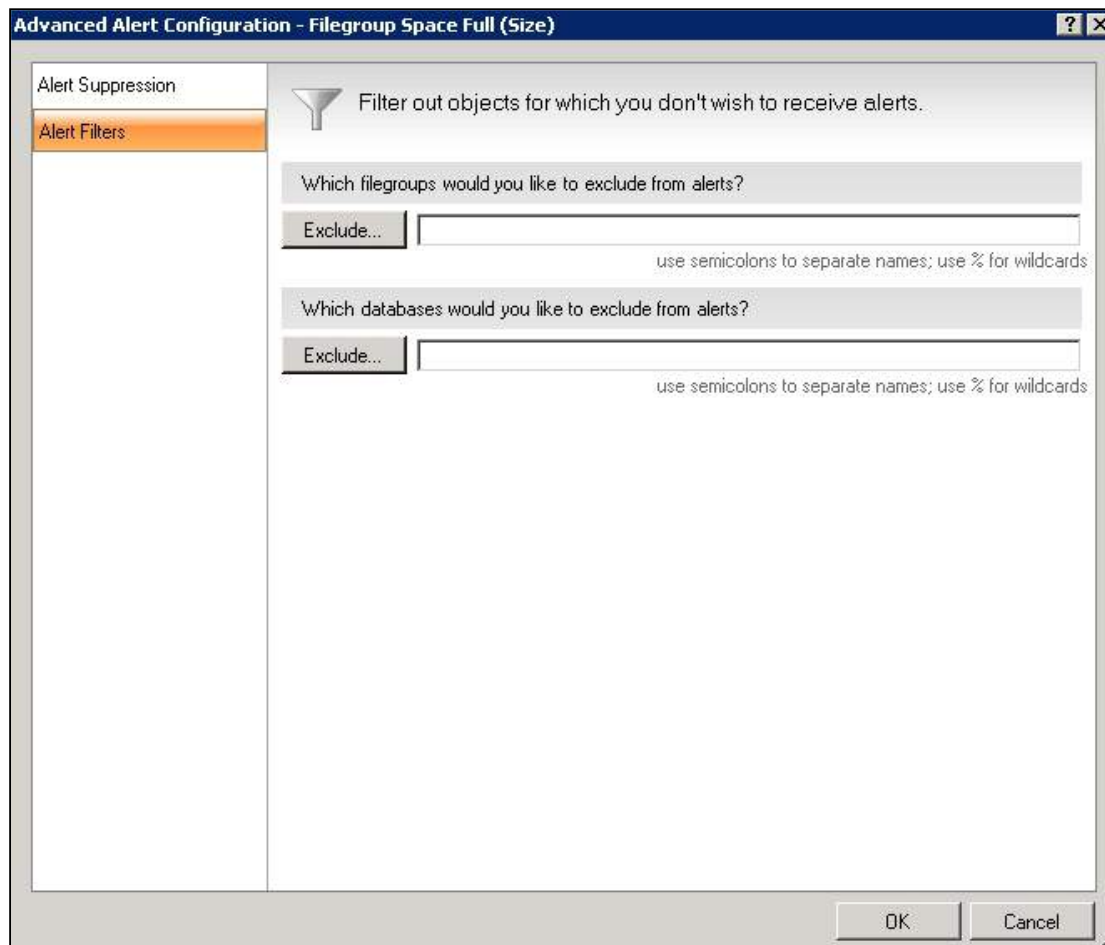 Advanced Alert Configuration - Filegroup Space Full (Size)
Alert Suppression
Alert Filters
Filter out objects for which you don't wish to receive alerts.
Which filegroups would you like to exclude from alerts?
Exclude...
use semicolons to separate names; use % for wildcards
Which databases would you like to exclude from alerts?
Exclude...
use semicolons to separate names; use % for wildcards
OK
Cancel